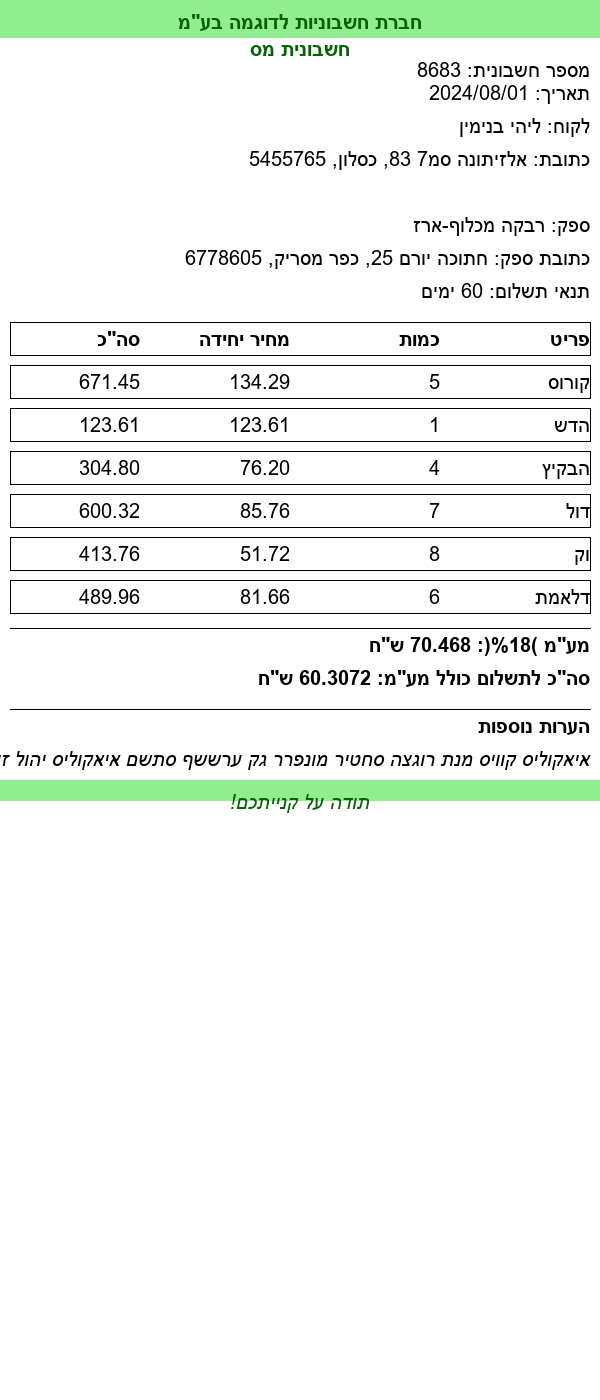 חברת חשבוניות לדוגמה בע"מ
חשבונית מס
מספר חשבונית: 8683
תאריך: 2024/08/01
לקוח: ליהי בנימין
כתובת: אלזיתונה סמ7 83, כסלון, 5455765
ספק: רבקה מכלוף-ארז
כתובת ספק: חתוכה יורם 25, כפר מסריק, 6778605
תנאי תשלום: 60 ימים
פריט כמות מחיר יחידה סה"כ
קורוס 5 134.29 671.45
הדש 1 123.61 123.61
הבקיץ 4 76.20 304.80
דול 7 85.76 600.32
וק 8 51.72 413.76
דלאמת 6 81.66 489.96
מע"מ )18%(: 70.468 ש"ח
סה"כ לתשלום כולל מע"מ: 60.3072 ש"ח
הערות נוספות
איאקוליס קוויס מנת רוגצה סחטיר מונפרר גק ערששף סתשם איאקוליס יהול
תודה על קנייתכם!